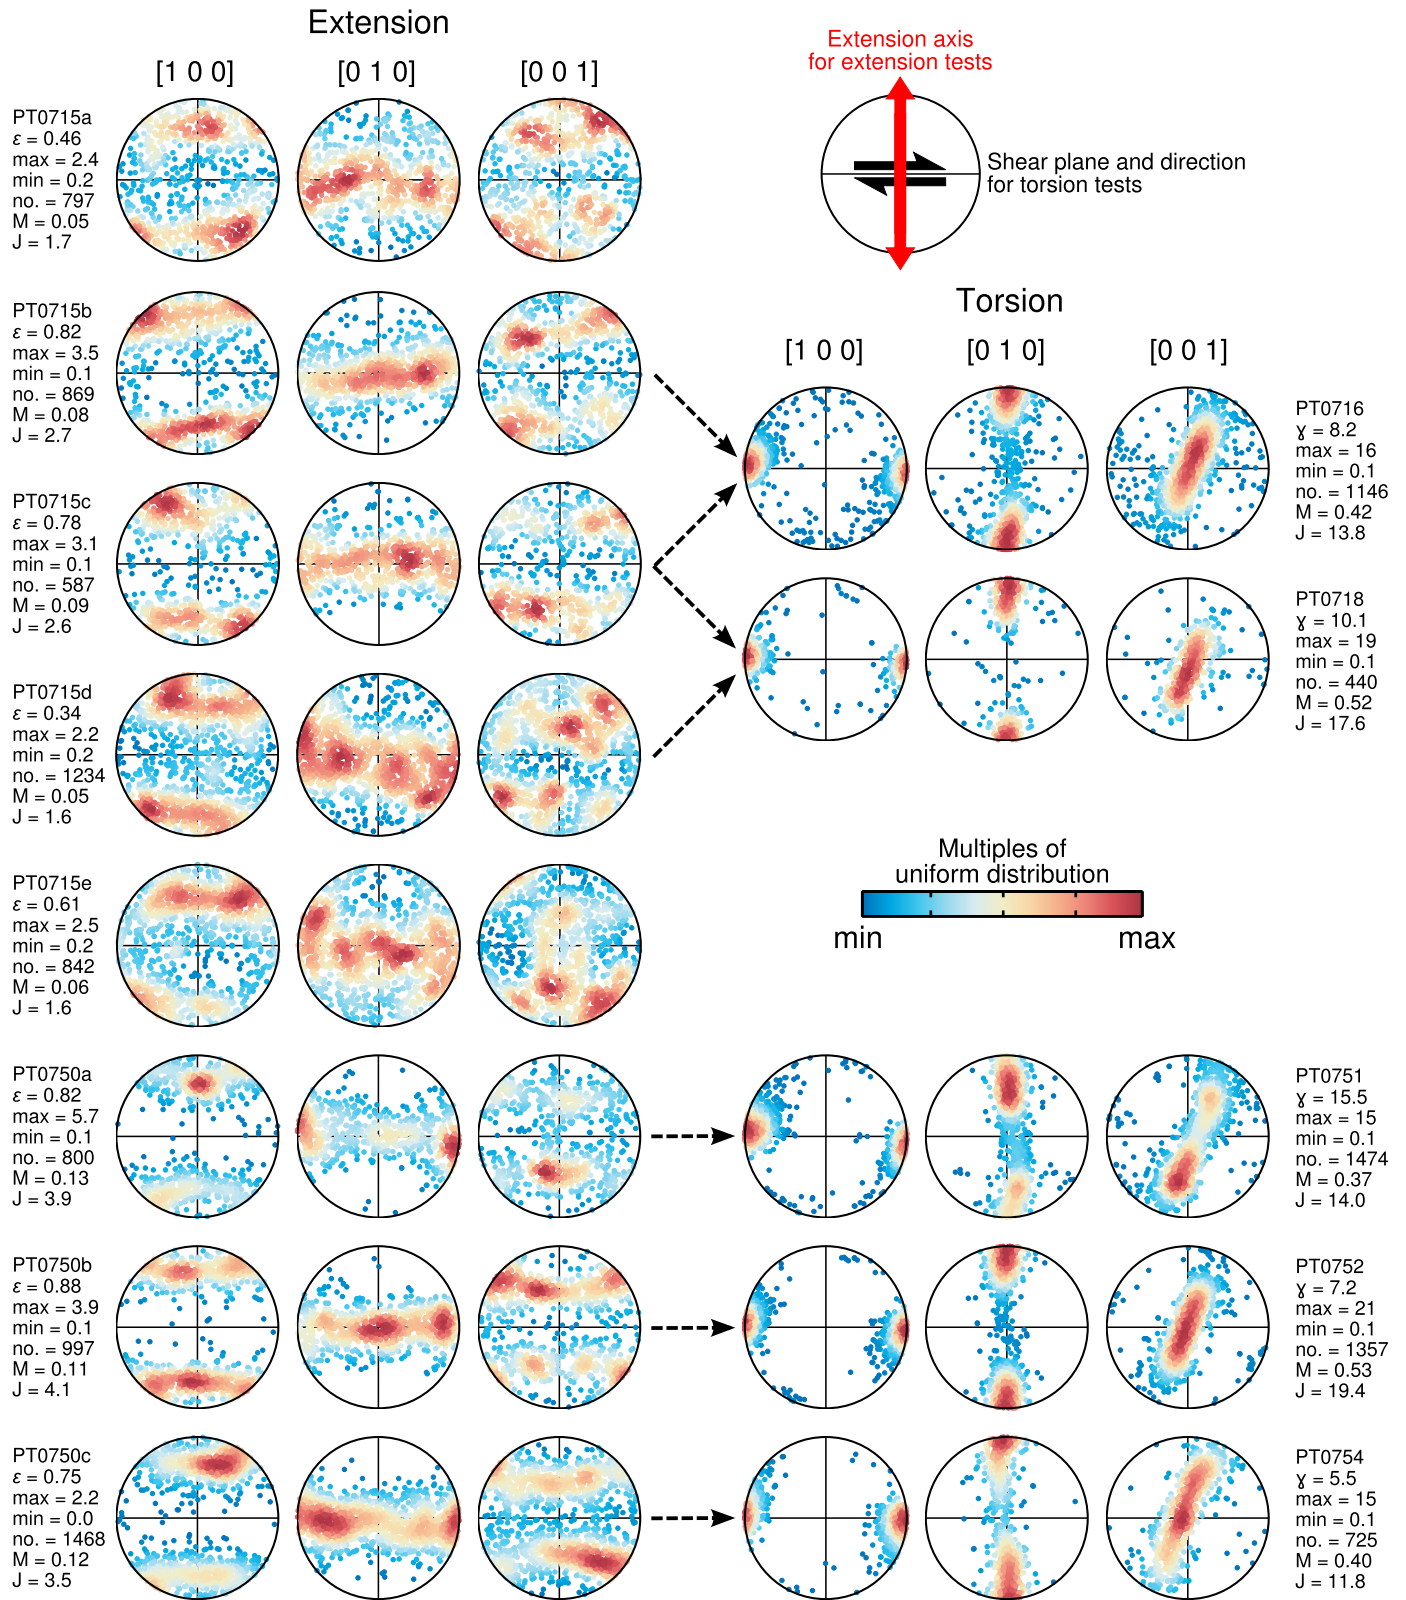 Extension
[1 0 0] [0 1 0] [0 0 1]
PT0715a
ε = 0.46
max = 2.4
min = 0.2
no. = 797
M = 0.05
J = 1.7
PT0715b
ε = 0.82
max = 3.5
min = 0.1
no. = 869
M = 0.08
J = 2.7
PT0715c
ε = 0.78
max = 3.1
min = 0.1
no. = 587
M = 0.09
J = 2.6
PT0715d
ε = 0.34
max = 2.2
min = 0.2
no. = 1234
M = 0.05
J = 1.6
PT0715e
ε = 0.61
max = 2.5
min = 0.2
no. = 842
M = 0.06
J = 1.6
PT0750a
ε = 0.82
max = 5.7
min = 0.1
no. = 800
M = 0.13
J = 3.9
PT0750b
ε = 0.88
max = 3.9
min = 0.1
no. = 997
M = 0.11
J = 4.1
PT0750c
ε = 0.75
max = 2.2
min = 0.0
no. = 1468
M = 0.12
J = 3.5
Extension axis
for extension tests
Shear plane and direction
for torsion tests
Torsion
[1 0 0] [0 1 0] [0 0 1]
PT0716
γ = 8.2
max = 16
min = 0.1
no. = 1146
M = 0.42
J = 13.8
PT0718
γ = 10.1
max = 19
min = 0.1
no. = 440
M = 0.52
J = 17.6
Multiples of
uniform distribution
min max
PT0751
γ = 15.5
max = 15
min = 0.1
no. = 1474
M = 0.37
J = 14.0
PT0752
γ = 7.2
max = 21
min = 0.1
no. = 1357
M = 0.53
J = 19.4
PT0754
γ = 5.5
max = 15
min = 0.1
no. = 725
M = 0.40
J = 11.8